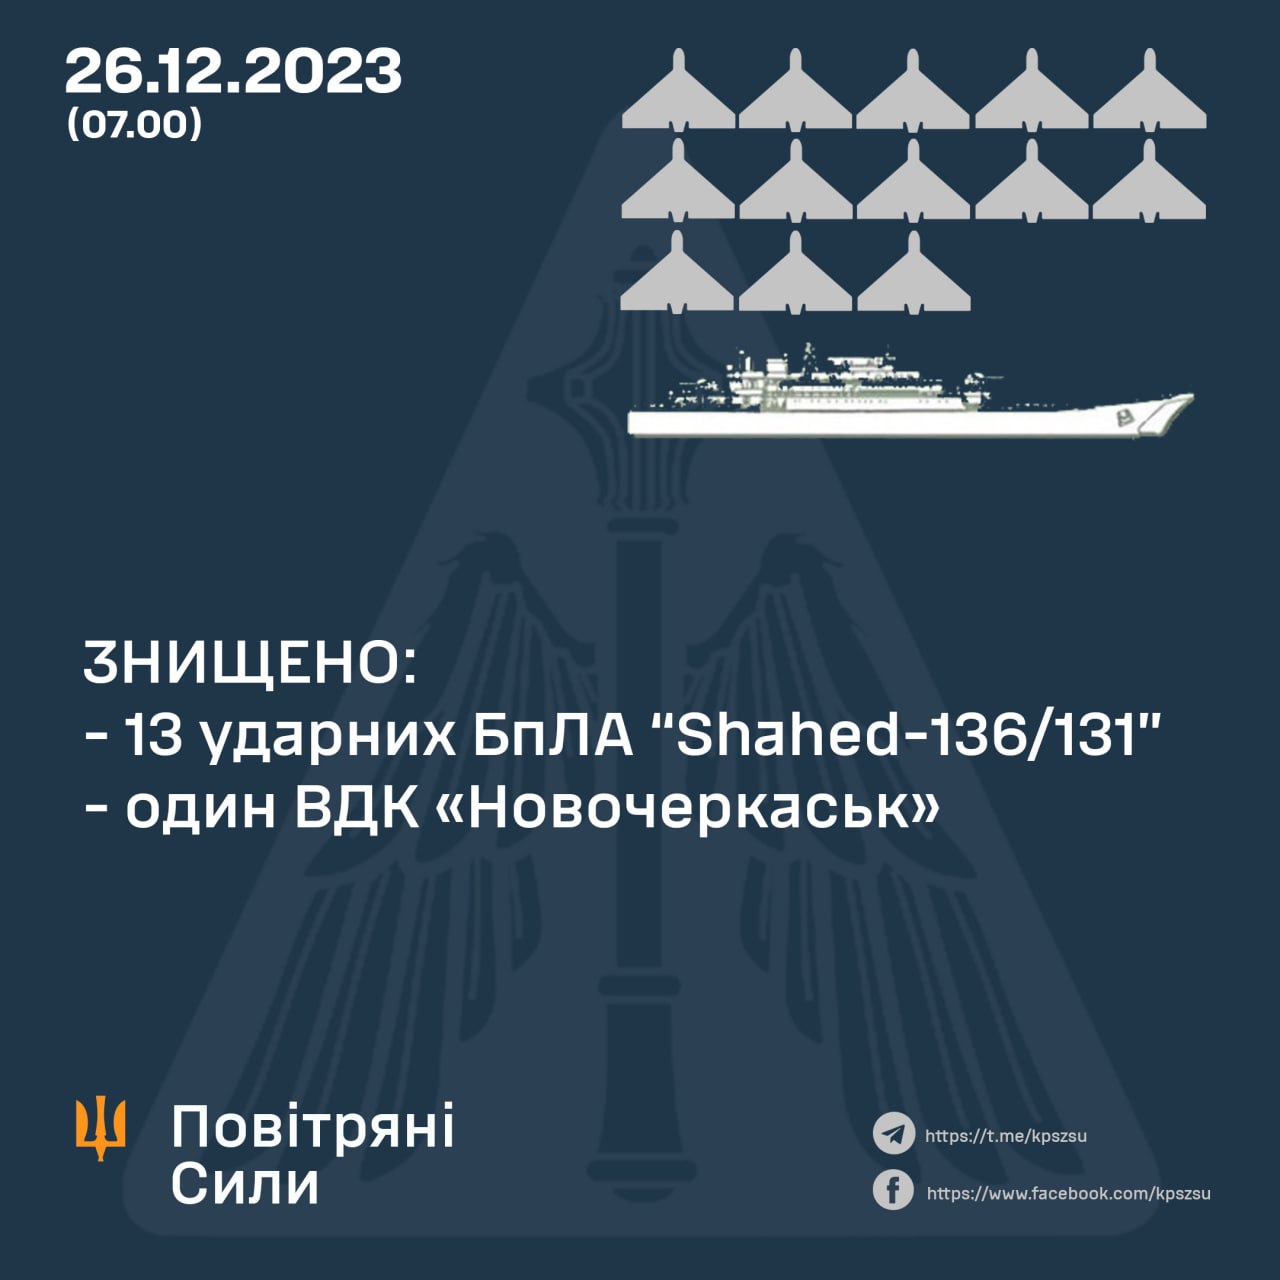 26.12.2023
(07.00)
ЗНИЩЕНО:
- 13 ударних БпЛА “Shahed-136/131”
- один ВДК «Новочеркаськ»
Повітряні
Сили
https://t.me/kpszsu
https://www.facebook.com/kpszsu